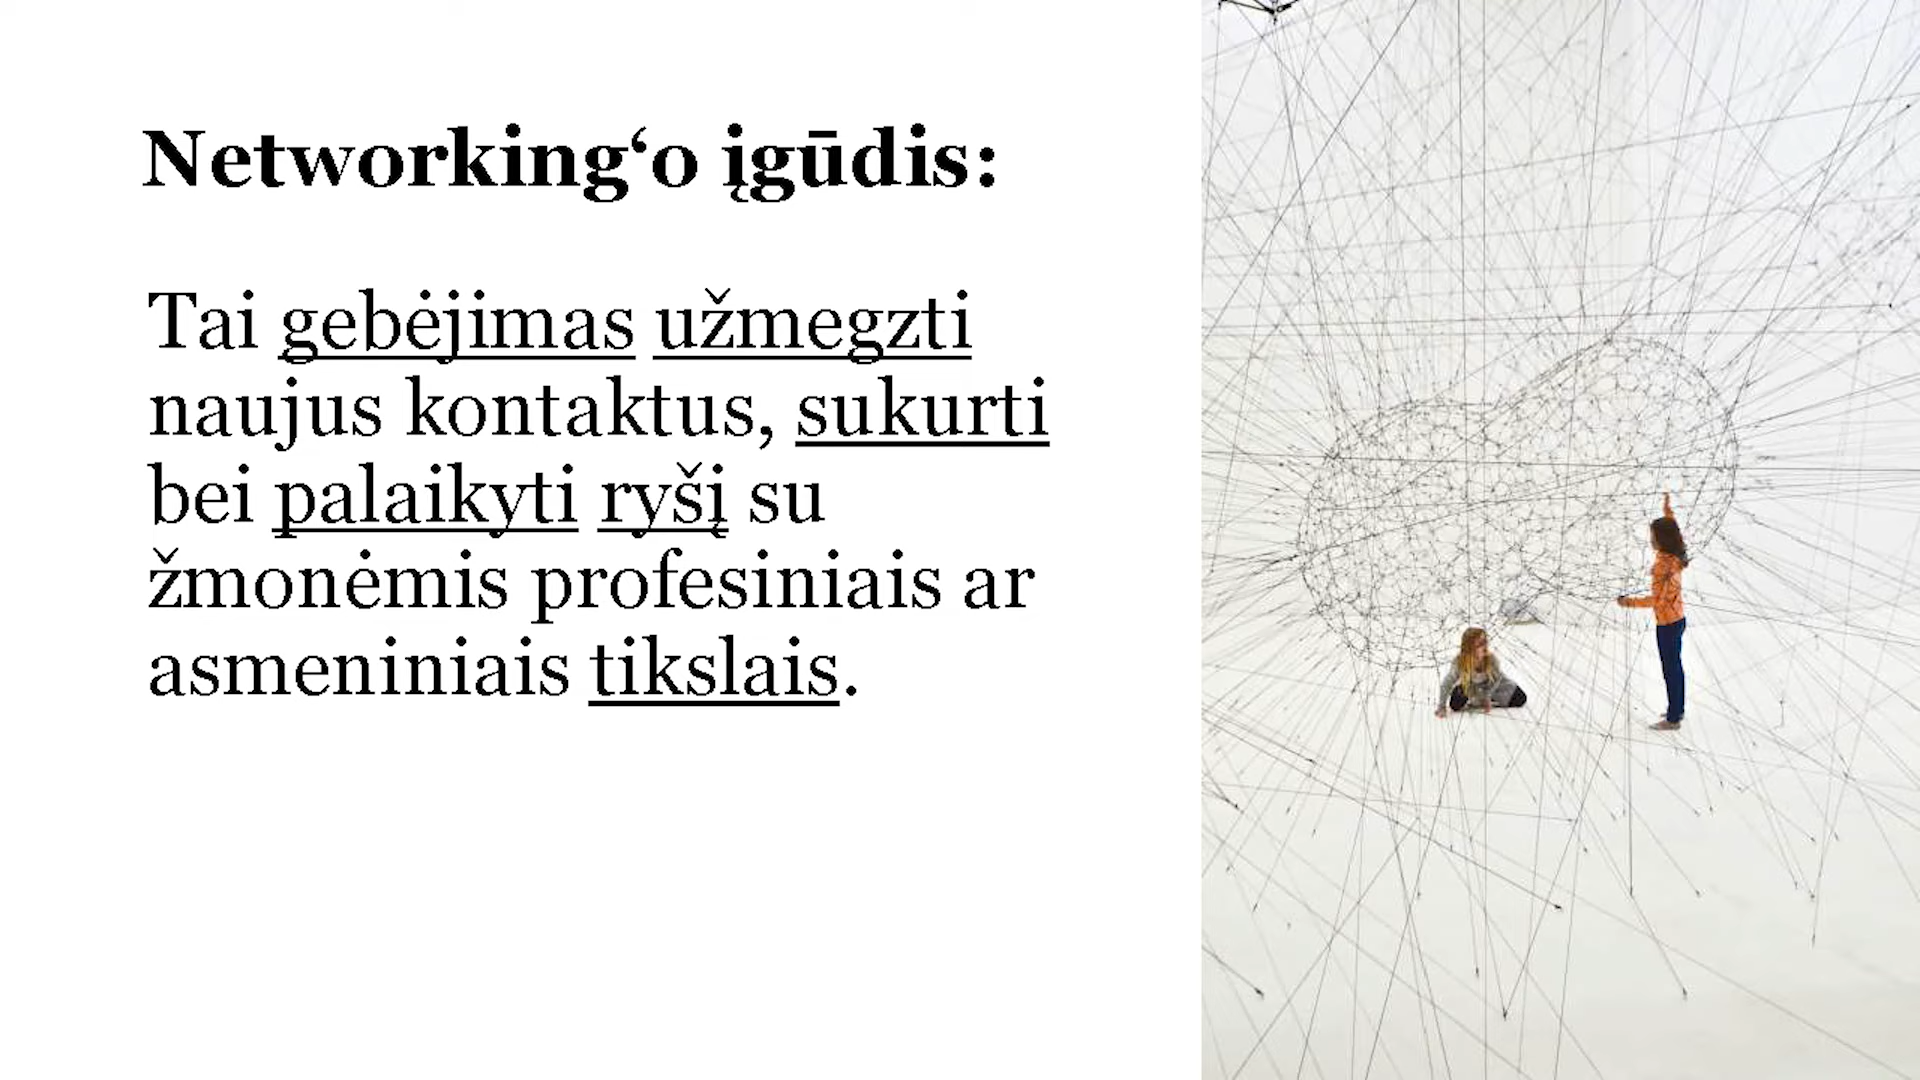 Networking‘o įgūdis:
Tai gebėjimas užmegzti
naujus kontaktus, sukurti
bei palaikyti ryšį su
žmonėmis profesiniais ar
asmeniniais tikslais.